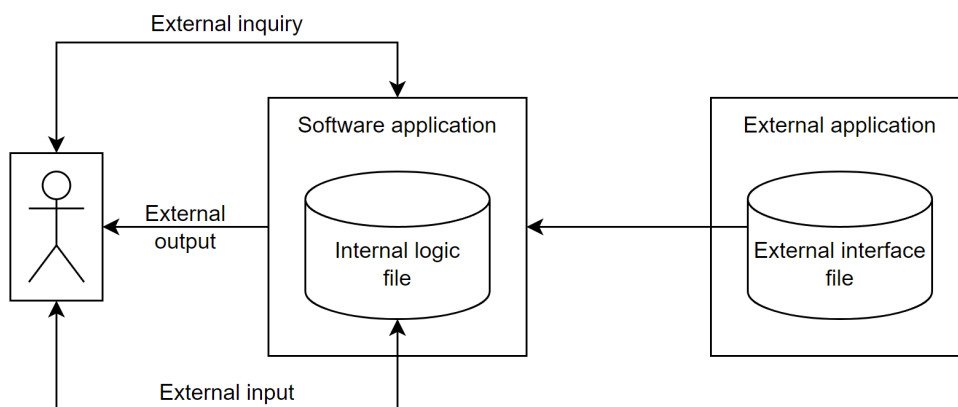 External inquiry
Software application
External application
External
output
Internal logic
file
External interface
file
External input